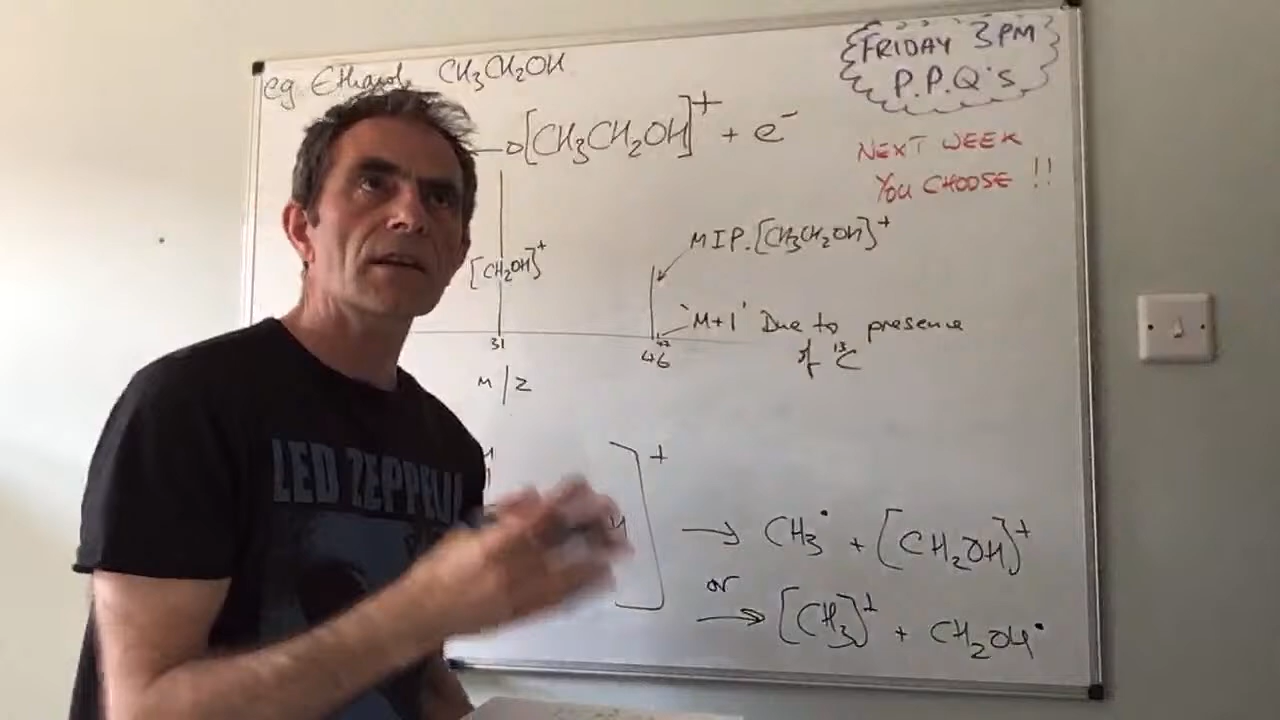 eg. Ethanol CH₃CH₂OH
[CH₃CH₂OH]⁺ + e⁻
FRIDAY 3PM
P.P.Q'S
NEXT WEEK
YOU CHOOSE !!
MIP. [CH₃CH₂OH]⁺
[CH₂OH]⁺
'M+1' Due to presence
of ¹³C
31
46
M/Z
LED ZEPPELIN
]⁺
→ CH₃• + [CH₂OH]⁺
or
→ [CH₃]⁺ + CH₂OH•